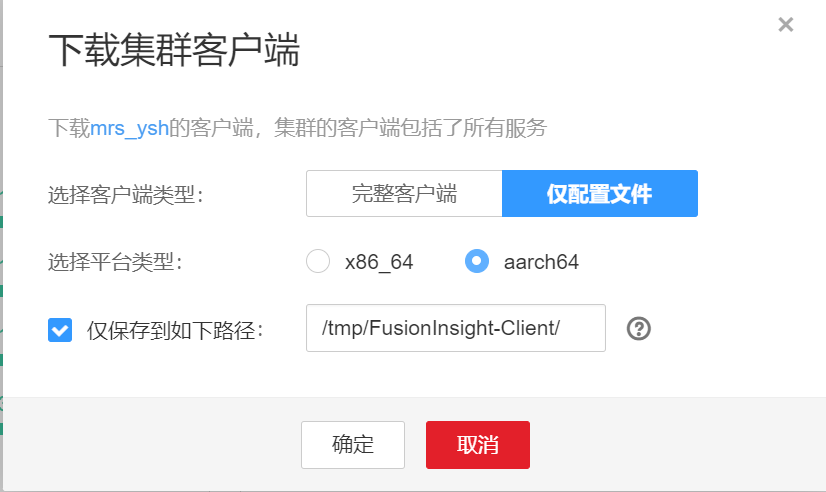 下载集群客户端
下载mrs_ysh的客户端，集群的客户端包括了所有服务
选择客户端类型： 完整客户端 仅配置文件
选择平台类型： x86_64 aarch64
仅保存到如下路径： /tmp/FusionInsight-Client/
确定 取消